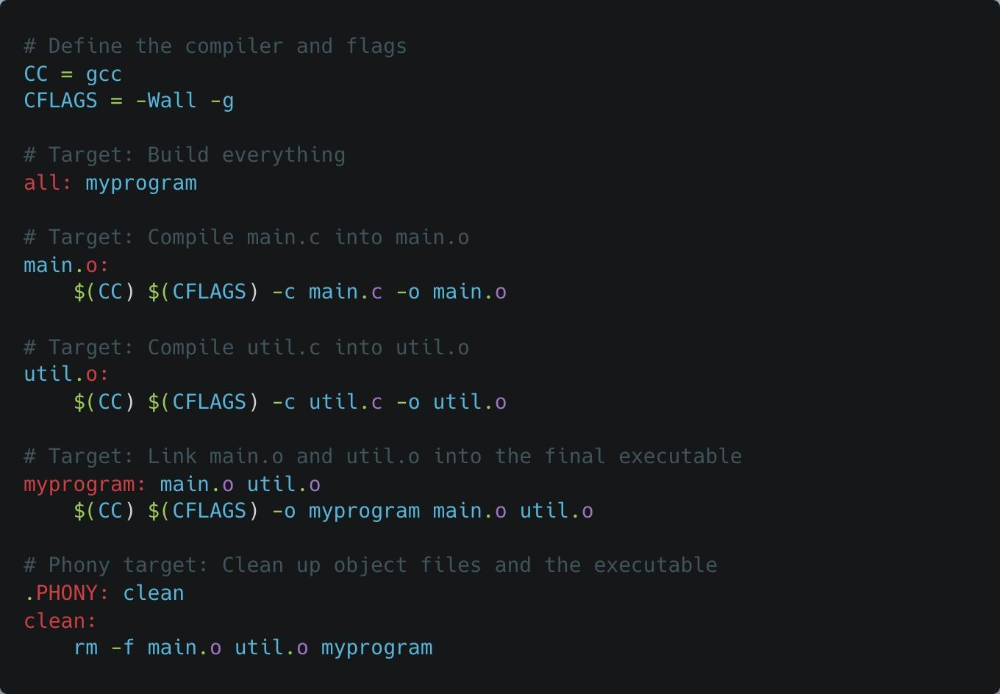 # Define the compiler and flags
CC = gcc
CFLAGS = -Wall -g
# Target: Build everything
all: myprogram
# Target: Compile main.c into main.o
main.o:
    $(CC) $(CFLAGS) -c main.c -o main.o
# Target: Compile util.c into util.o
util.o:
    $(CC) $(CFLAGS) -c util.c -o util.o
# Target: Link main.o and util.o into the final executable
myprogram: main.o util.o
    $(CC) $(CFLAGS) -o myprogram main.o util.o
# Phony target: Clean up object files and the executable
.PHONY: clean
clean:
    rm -f main.o util.o myprogram